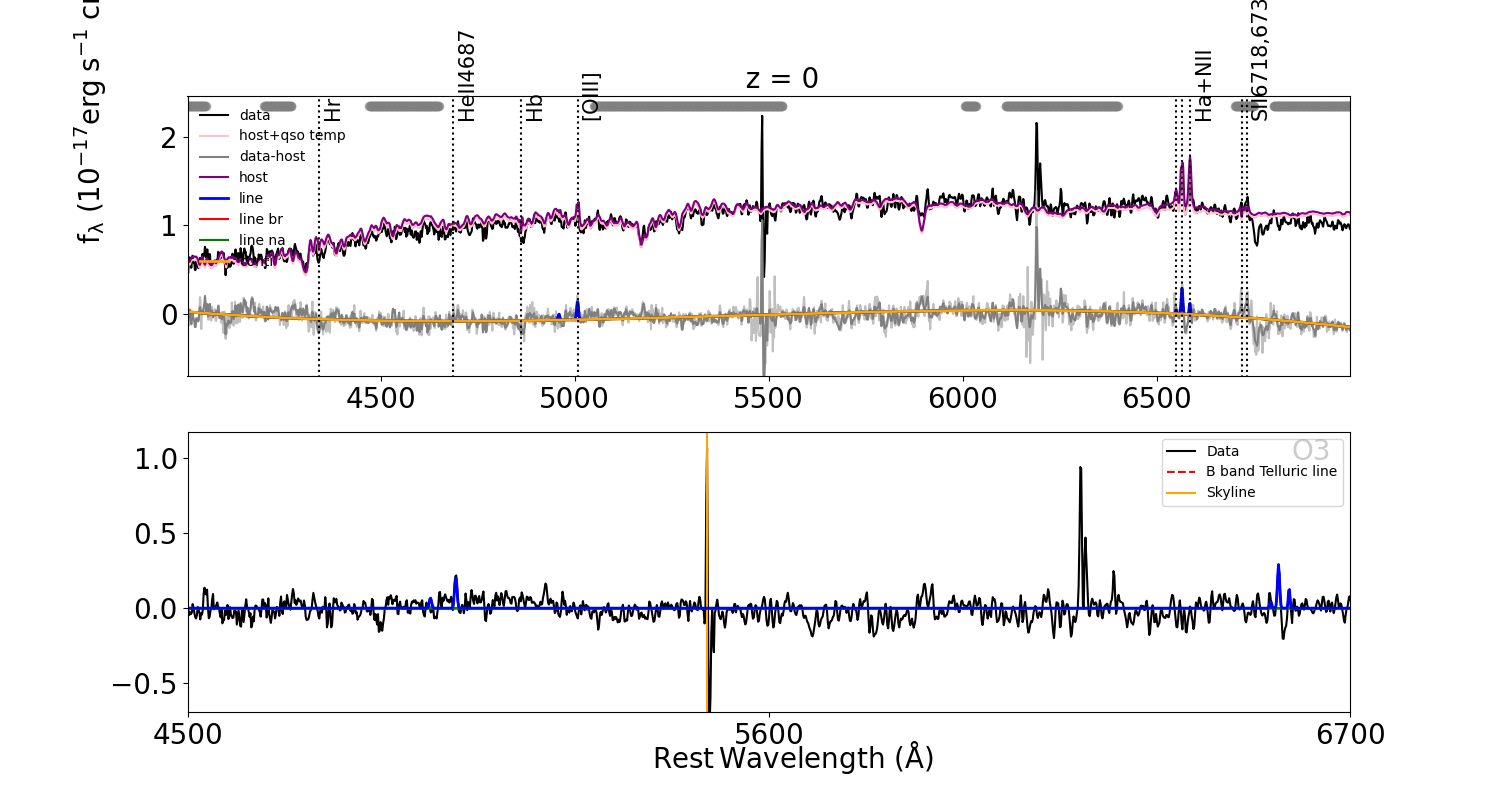 z = 0
f_λ (10^−17 erg s^−1 c
Hr
HeII4687
Hb
[OIII]
Ha+NII
SII6718,673
data
host+qso temp
data-host
host
line
line br
line na
2
1
0
4500 5000 5500 6000 6500
O3
Data
B band Telluric line
Skyline
1.0
0.5
0.0
−0.5
4500 5600 6700
Rest Wavelength (Å)